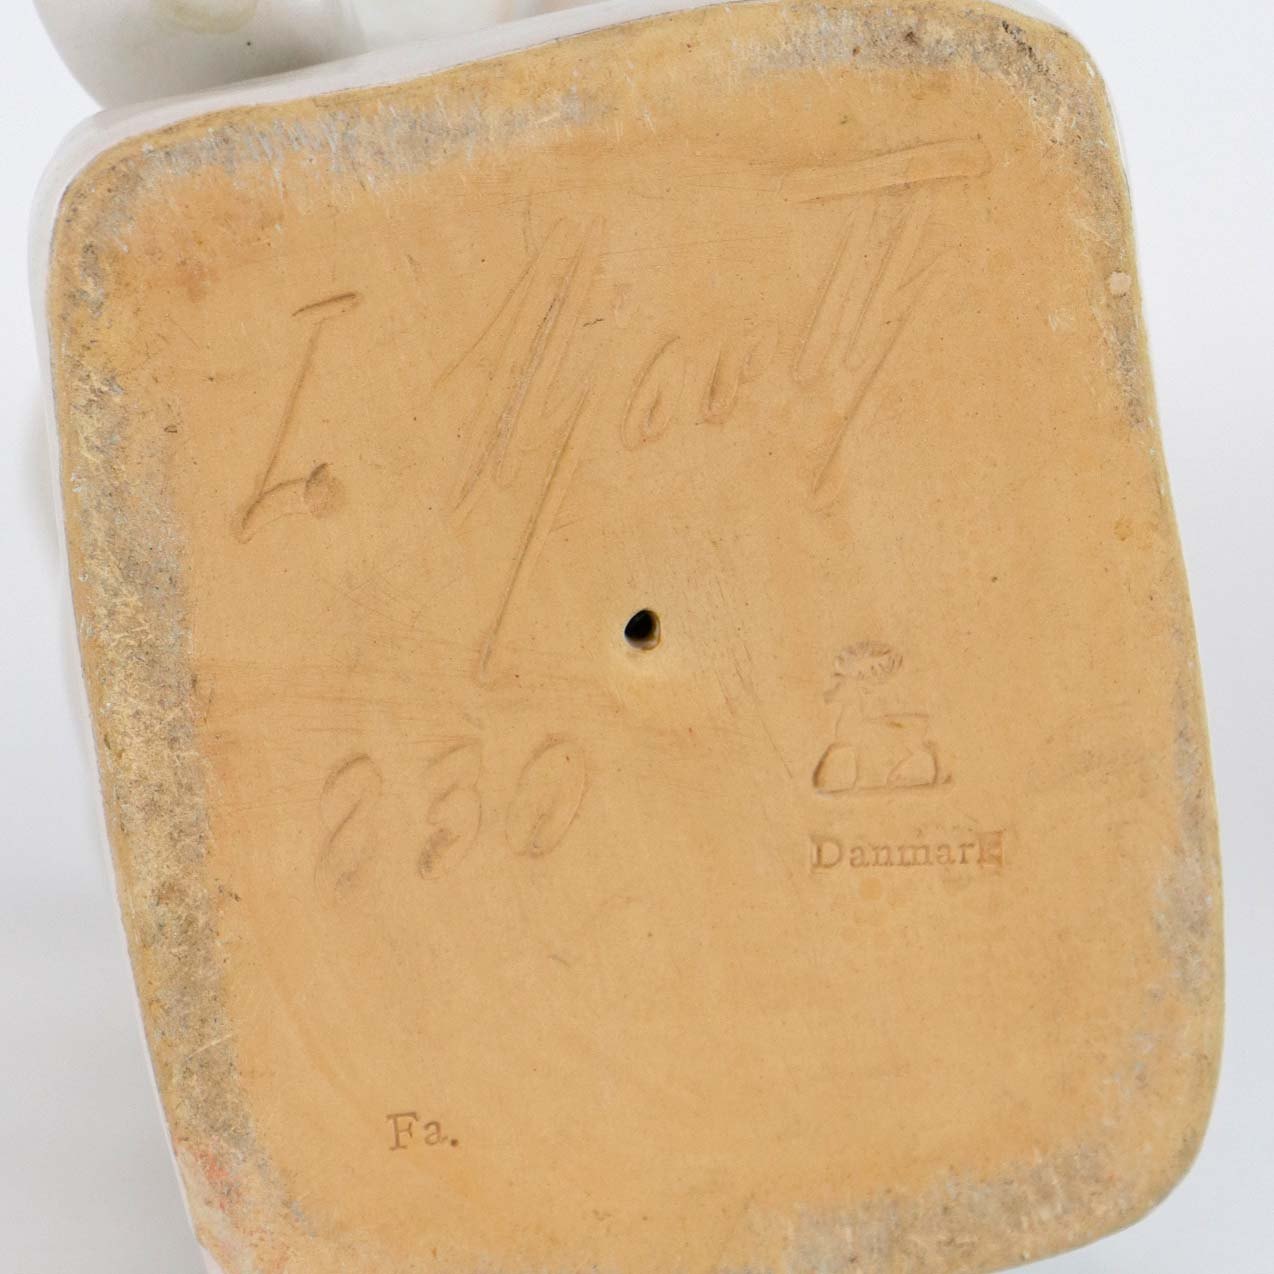 L. Hjorth
830
Danmark
Fa.